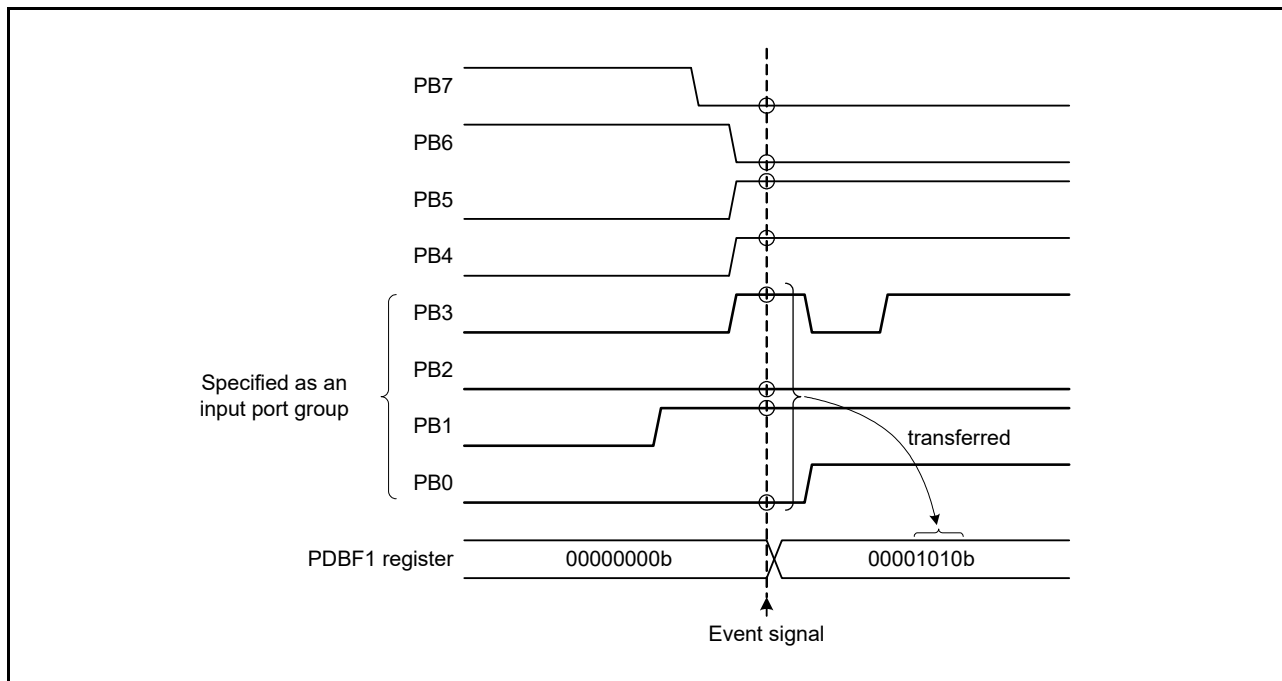 PB7
PB6
PB5
PB4
PB3
PB2
Specified as an
input port group
PB1
transferred
PB0
PDBF1 register
00000000b
00001010b
Event signal